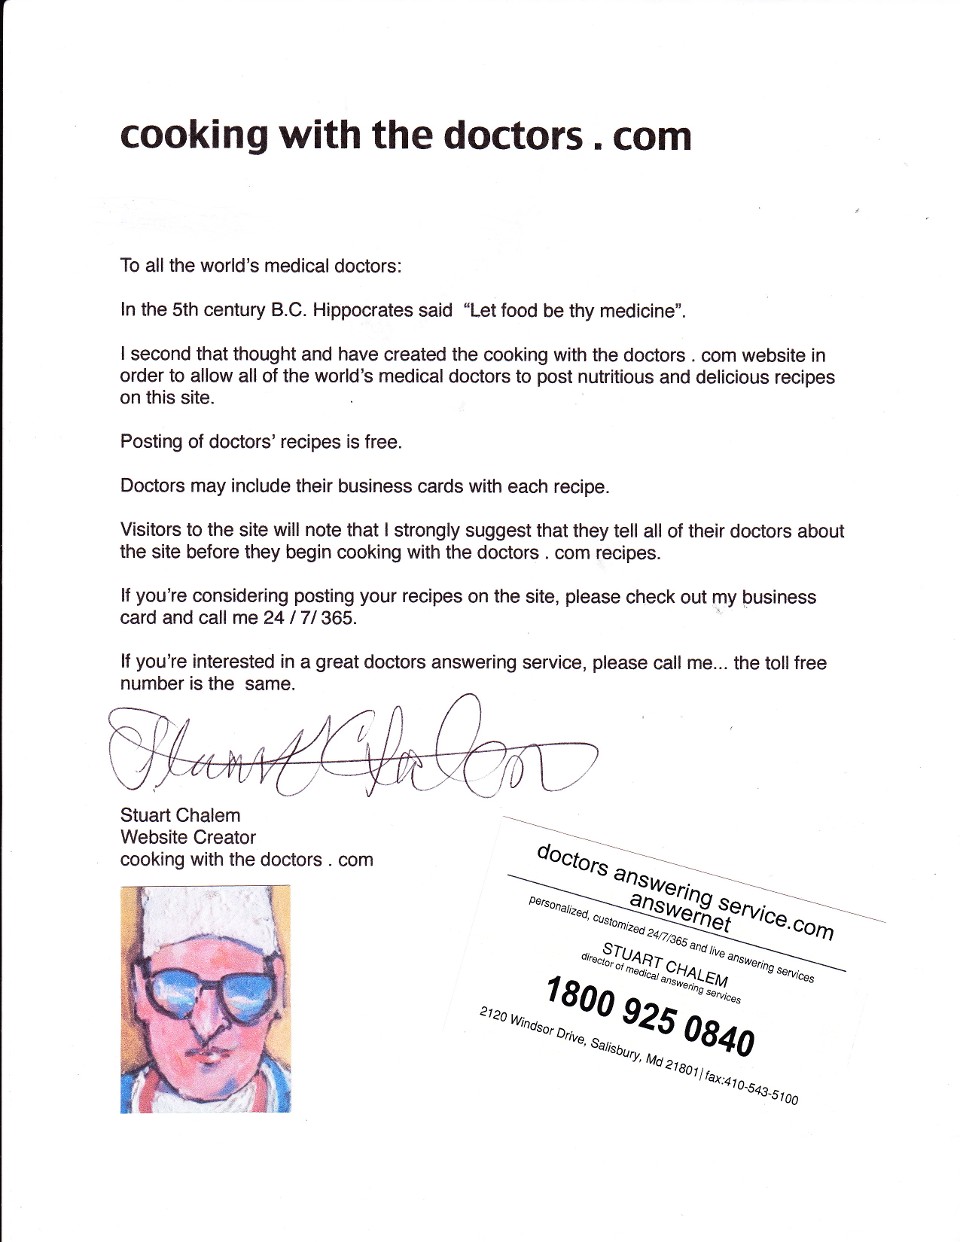 cooking with the doctors . com
To all the world's medical doctors:
In the 5th century B.C. Hippocrates said  “Let food be thy medicine”.
I second that thought and have created the cooking with the doctors . com website in
order to allow all of the world's medical doctors to post nutritious and delicious recipes
on this site.
Posting of doctors' recipes is free.
Doctors may include their business cards with each recipe.
Visitors to the site will note that I strongly suggest that they tell all of their doctors about
the site before they begin cooking with the doctors . com recipes.
If you're considering posting your recipes on the site, please check out my business
card and call me 24 / 7/ 365.
If you're interested in a great doctors answering service, please call me... the toll free
number is the  same.
Stuart Chalem
Stuart Chalem
Website Creator
cooking with the doctors . com
doctors answering service.com
answernet
personalized, customized 24/7/365 and live answering services
STUART CHALEM
director of medical answering services
1800 925 0840
2120 Windsor Drive, Salisbury, Md 21801| fax:410-543-5100